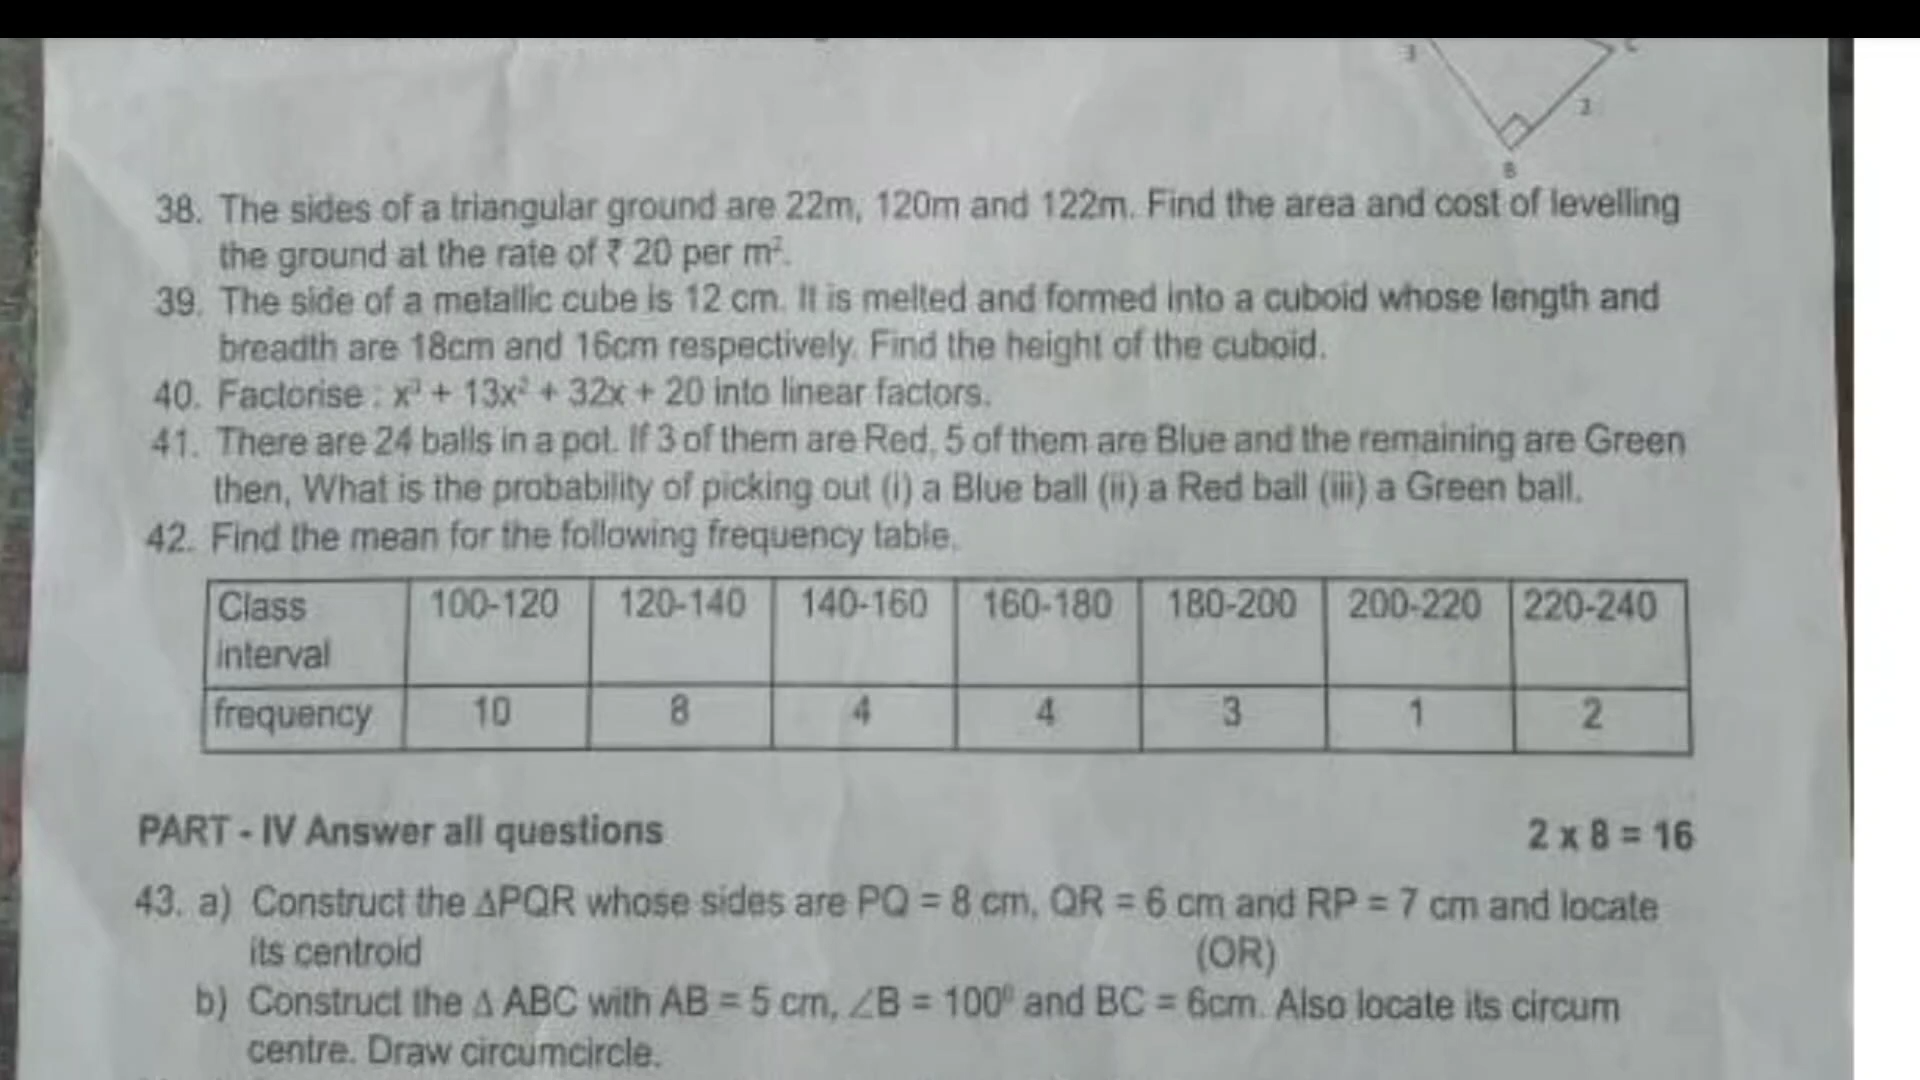 3
C
2
B
38. The sides of a triangular ground are 22m, 120m and 122m. Find the area and cost of levelling
the ground at the rate of ₹ 20 per m².
39. The side of a metallic cube is 12 cm. It is melted and formed into a cuboid whose length and
breadth are 18cm and 16cm respectively. Find the height of the cuboid.
40. Factorise : x³ + 13x² + 32x + 20 into linear factors.
41. There are 24 balls in a pot. If 3 of them are Red, 5 of them are Blue and the remaining are Green
then, What is the probability of picking out (i) a Blue ball (ii) a Red ball (iii) a Green ball.
42. Find the mean for the following frequency table.
Class interval 100-120 120-140 140-160 160-180 180-200 200-220 220-240
frequency 10 8 4 4 3 1 2
PART - IV Answer all questions 2 x 8 = 16
43. a) Construct the ΔPQR whose sides are PQ = 8 cm, QR = 6 cm and RP = 7 cm and locate
its centroid (OR)
b) Construct the Δ ABC with AB = 5 cm, ∠B = 100⁰ and BC = 6cm. Also locate its circum
centre. Draw circumcircle.